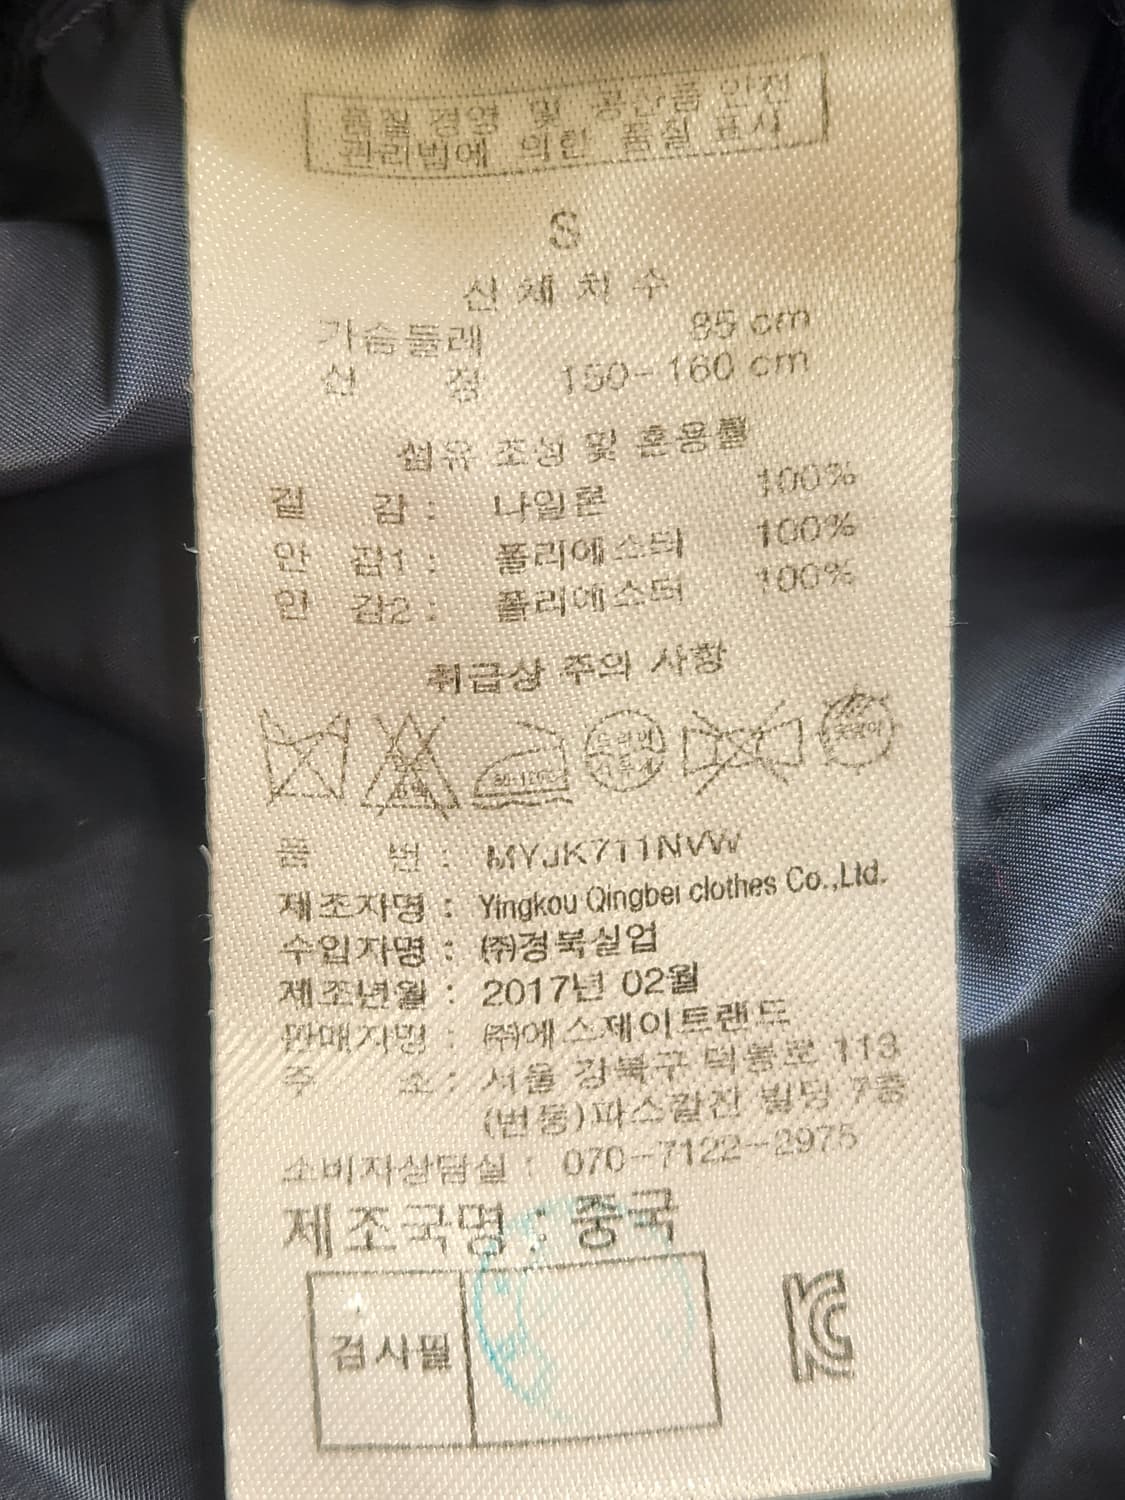 품질 경영 및 공산품 안전
관리법에 의한 품질 표시
S
신 체 치 수
가슴둘레 85 cm
신 장 150-160 cm
섬유 조성 및 혼용률
겉 감 : 나일론 100%
안 감1 : 폴리에스터 100%
안 감2 : 폴리에스터 100%
취급상 주의 사항
드라이
품 번 : MYJK711NVW
제조자명 : Yingkou Qingbei clothes Co.,Ltd.
수입자명 : ㈜경북실업
제조년월 : 2017년 02월
판매자명 : ㈜에스제이트랜드
주 소 : 서울 강북구 덕릉로 113
(번동)파스칼진 빌딩 7층
소비자상담실 : 070-7122-2975
제조국명 : 중국
검사필